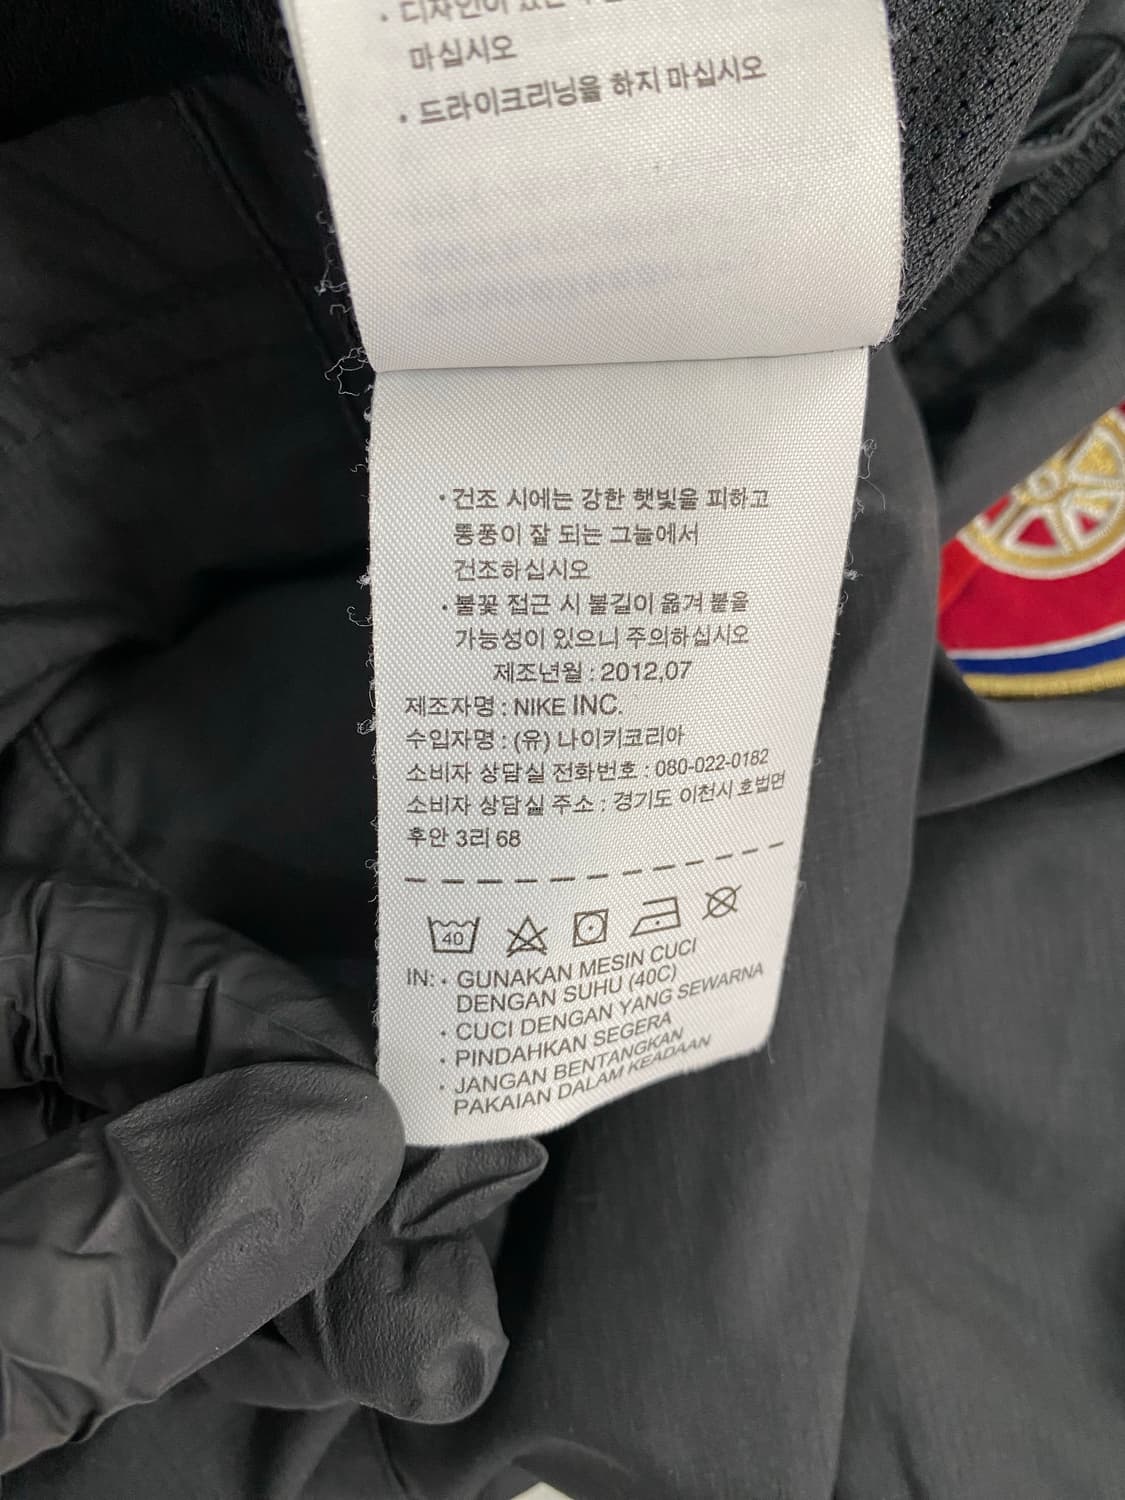 · 디자인이
마십시오
· 드라이크리닝을 하지 마십시오
· 건조 시에는 강한 햇빛을 피하고
통풍이 잘 되는 그늘에서
건조하십시오
· 불꽃 접근 시 불길이 옮겨 붙을
가능성이 있으니 주의하십시오
제조년월 : 2012.07
제조자명 : NIKE INC.
수입자명 : (유) 나이키코리아
소비자 상담실 전화번호 : 080-022-0182
소비자 상담실 주소 : 경기도 이천시 호법면
후안 3리 68
40
IN: · GUNAKAN MESIN CUCI
DENGAN SUHU (40C)
· CUCI DENGAN YANG SEWARNA
· PINDAHKAN SEGERA
· JANGAN BENTANGKAN
PAKAIAN DALAM KEADAAN